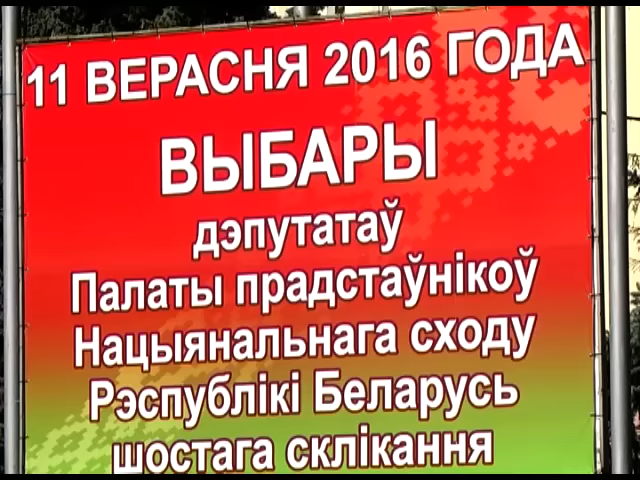 11 ВЕРАСНЯ 2016 ГОДА
ВЫБАРЫ
дэпутатаў
Палаты прадстаўнікоў
Нацыянальнага сходу
Рэспублікі Беларусь
шостага склікання